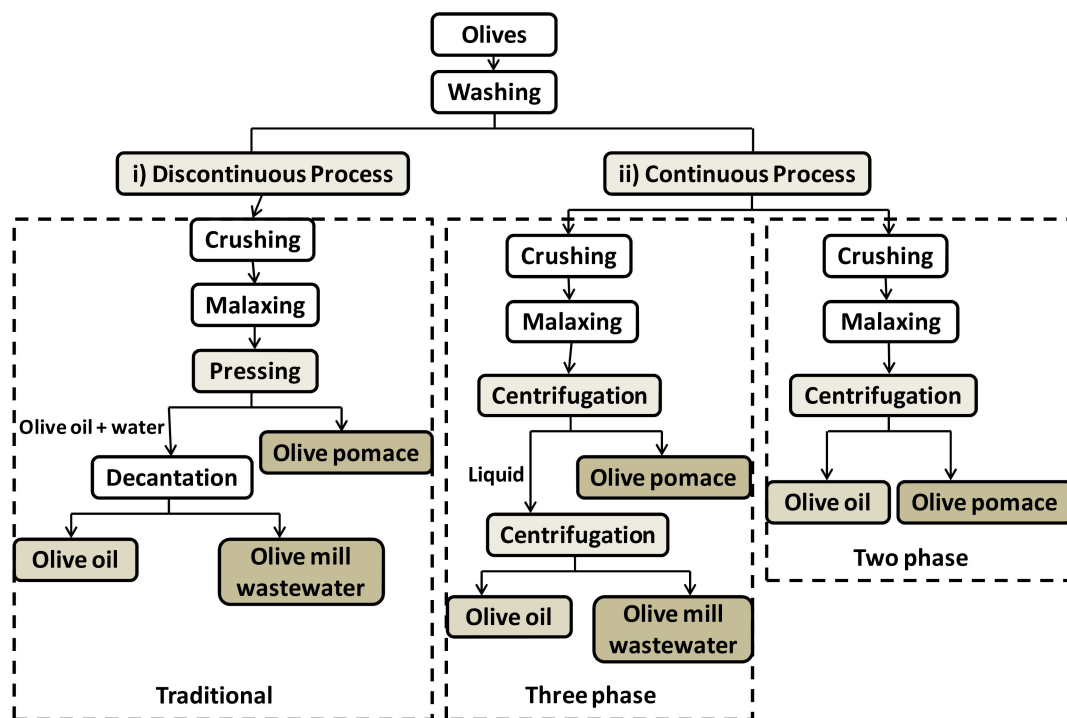 Olives
Washing
i) Discontinuous Process
ii) Continuous Process
Crushing
Malaxing
Pressing
Olive oil + water
Olive pomace
Decantation
Olive oil
Olive mill
wastewater
Traditional
Crushing
Malaxing
Centrifugation
Liquid
Olive pomace
Centrifugation
Olive oil
Olive mill
wastewater
Three phase
Crushing
Malaxing
Centrifugation
Olive oil
Olive pomace
Two phase